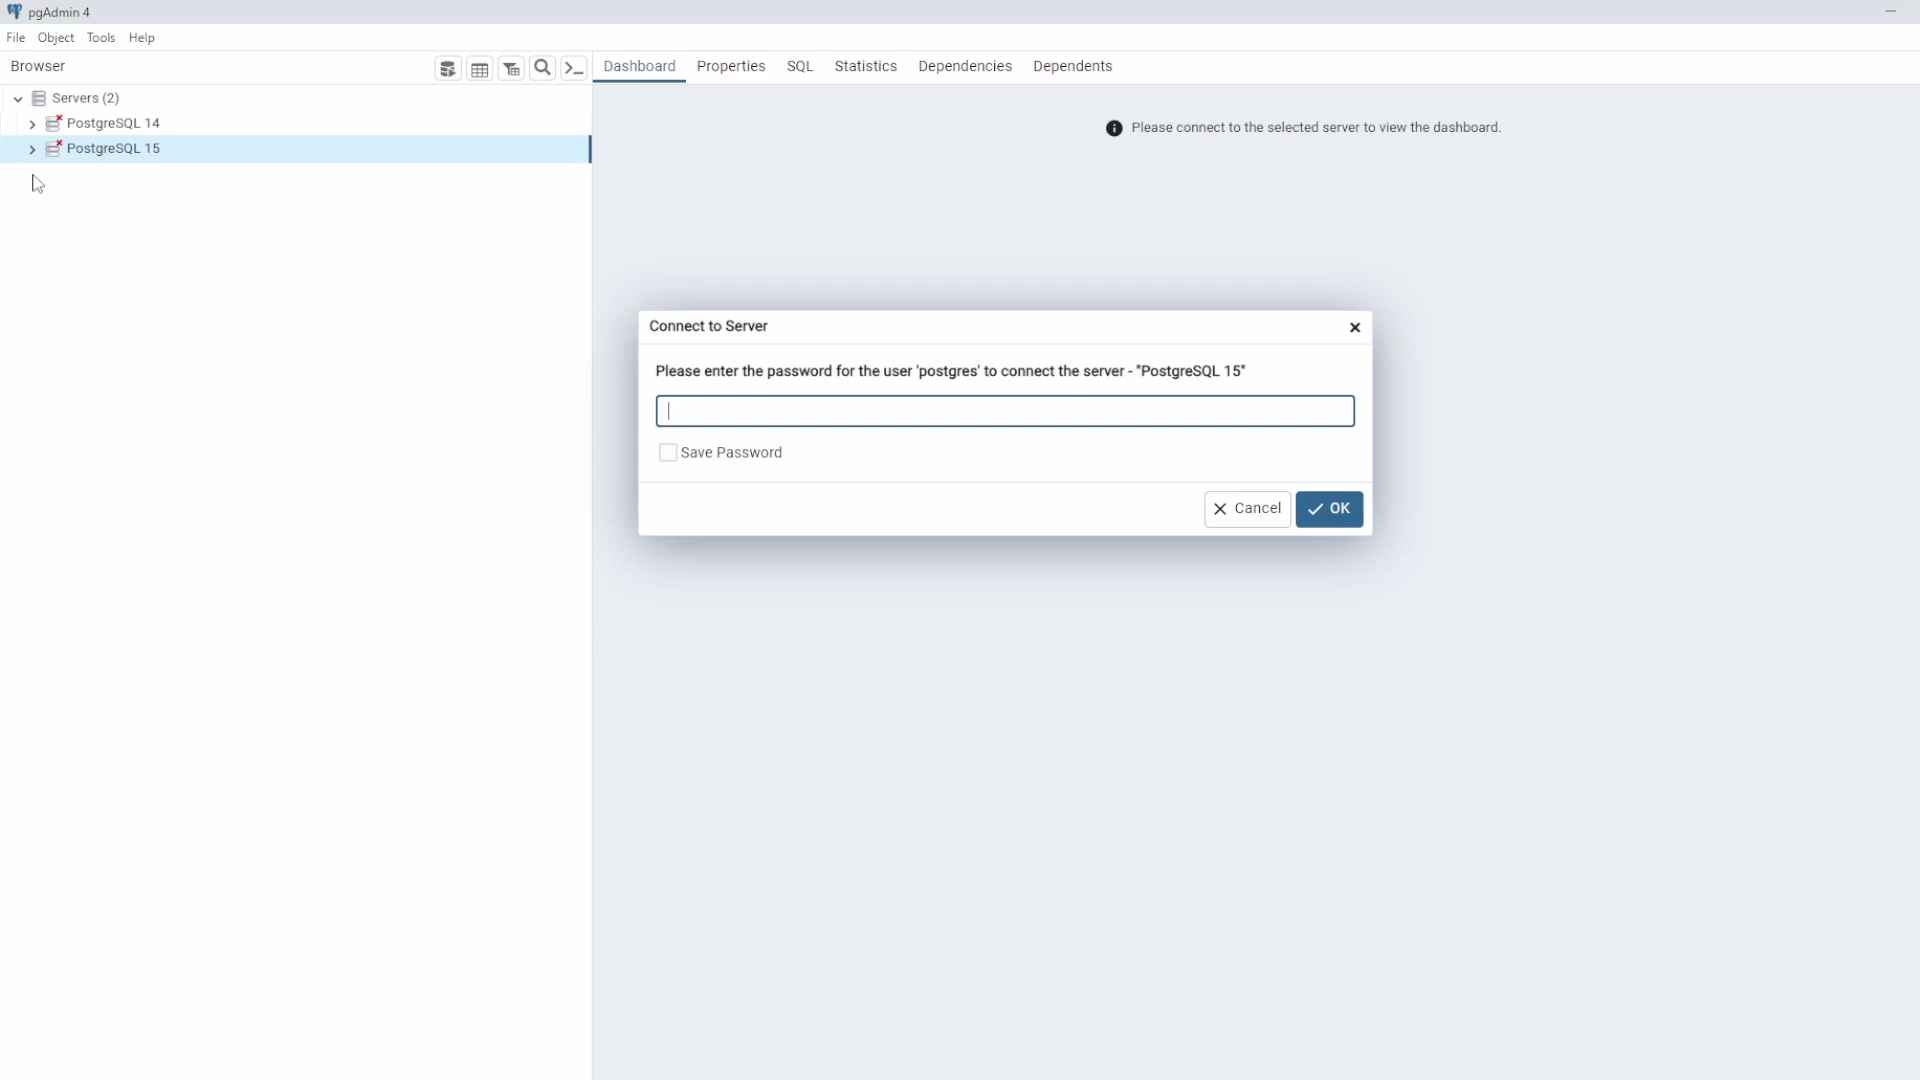 pgAdmin 4
File Object Tools Help
Browser
Dashboard Properties SQL Statistics Dependencies Dependents
Servers (2)
PostgreSQL 14
PostgreSQL 15
Please connect to the selected server to view the dashboard.
Connect to Server
Please enter the password for the user 'postgres' to connect the server - "PostgreSQL 15"
Save Password
Cancel
OK